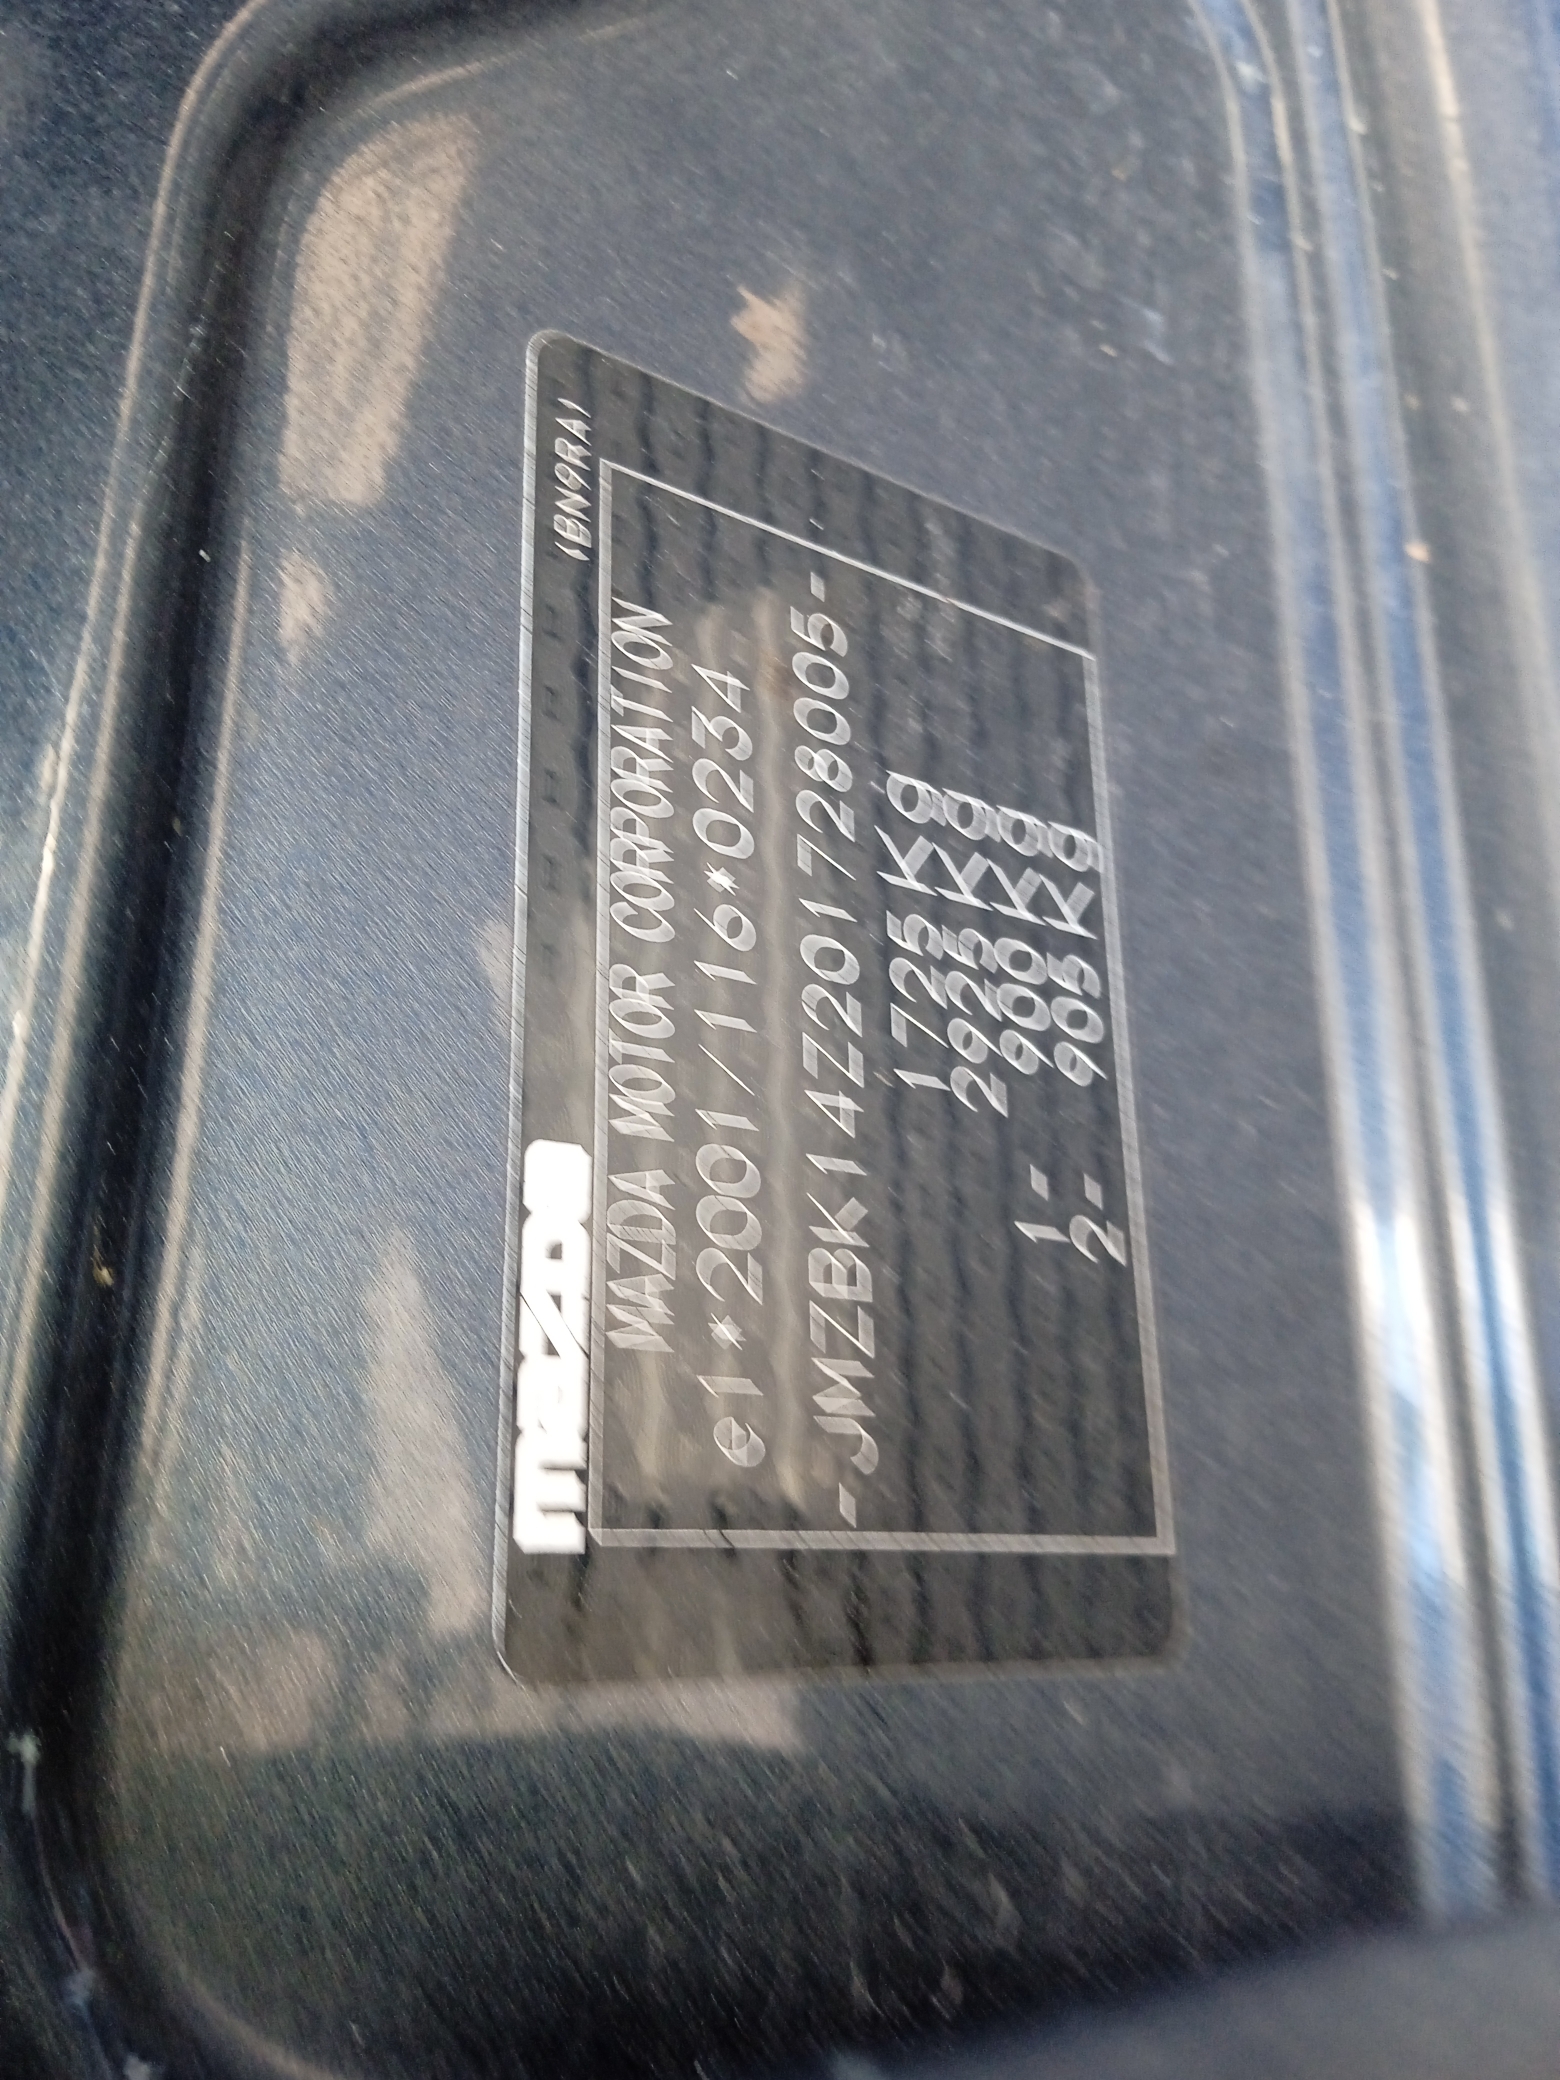 mazda (BN9RA)
MAZDA MOTOR CORPORATION
e1*2001/116*0234
-JMZBK14Z201728005-
1725 kg
2925 kg
1- 900 kg
2- 905 kg